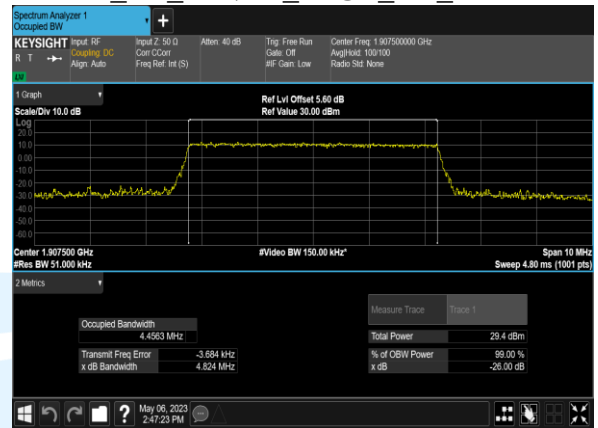 Spectrum Analyzer 1
Occupied BW
KEYSIGHT Input: RF Input Z: 50 Ω Atten: 40 dB Trig: Free Run Center Freq: 1.907500000 GHz
R T Coupling: DC Corr CCorr Gate: Off Avg|Hold: 100/100
Align: Auto Freq Ref: Int (S) #IF Gain: Low Radio Std: None
1 Graph
Scale/Div 10.0 dB Ref Lvl Offset 5.60 dB
Ref Value 30.00 dBm
Log
20.0
10.0
0.00
-10.0
-20.0
-30.0
-40.0
-50.0
-60.0
Center 1.907500 GHz #Video BW 150.00 kHz* Span 10 MHz
#Res BW 51.000 kHz Sweep 4.80 ms (1001 pts)
2 Metrics
Measure Trace Trace 1
Occupied Bandwidth
4.4563 MHz
Total Power 29.4 dBm
Transmit Freq Error -3.684 kHz % of OBW Power 99.00 %
x dB Bandwidth 4.824 MHz x dB -26.00 dB
May 06, 2023
2:47:23 PM